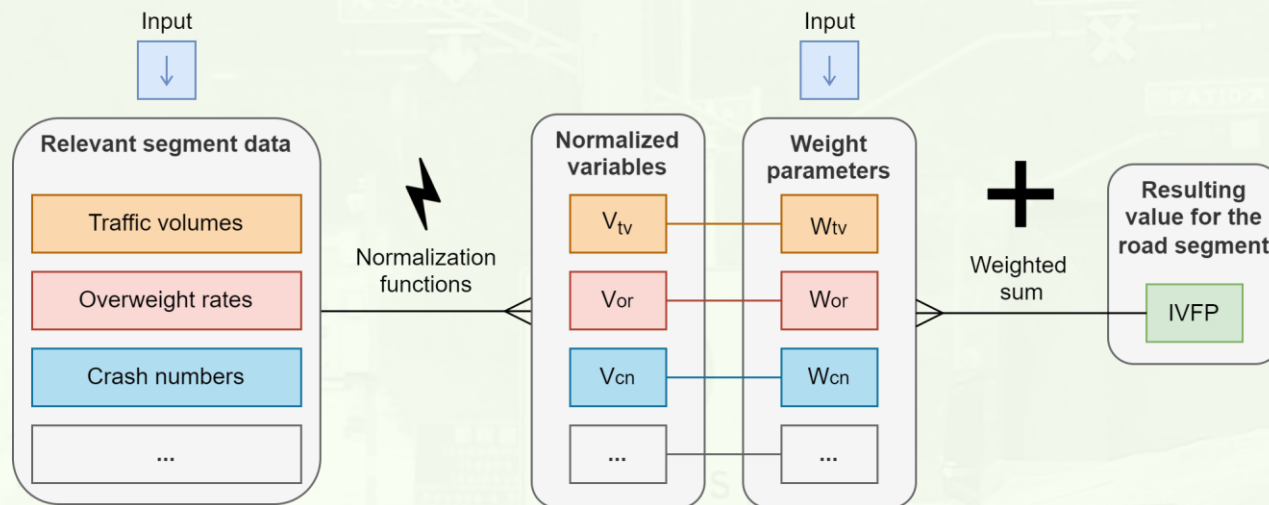 Input
Relevant segment data
Traffic volumes
Overweight rates
Crash numbers
...
Normalization
functions
Normalized
variables
Vtv
Vor
Vcn
...
Input
Weight
parameters
Wtv
Wor
Wcn
...
Weighted
sum
Resulting
value for the
road segment
IVFP